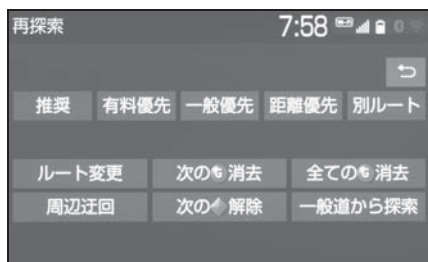 再探索 7:58
推奨 有料優先 一般優先 距離優先 別ルート
ルート変更 次の G 消去 全ての G 消去
周辺迂回 次の 解除 一般道から探索